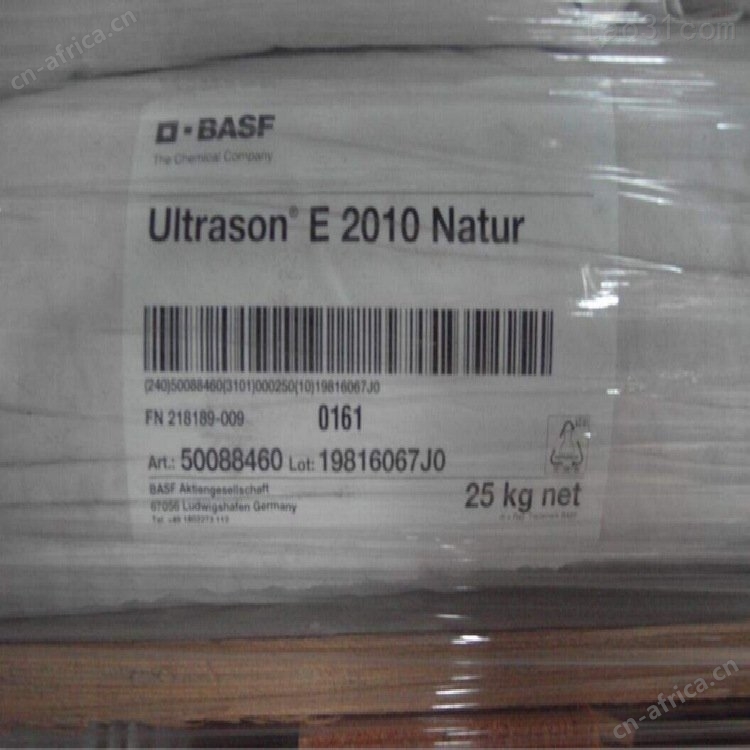 cn-africa.cn
BASF
The Chemical Company
Ultrason® E 2010 Natur
(240)50088460(3101)000250(10)19816067J0
FN 218189-009 0161
Art.: 50088460 Lot: 19816067J0
BASF Aktiengesellschaft
67056 Ludwigshafen Germany
25 kg net
cn-africa.cn